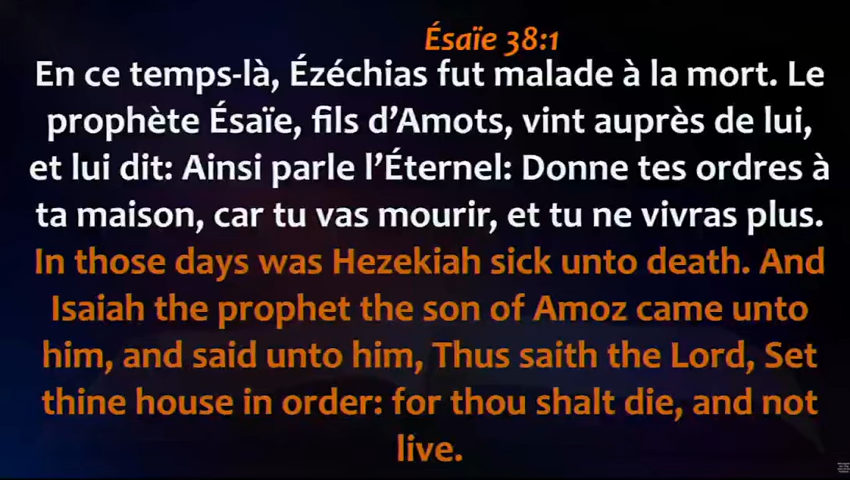 Ésaïe 38:1
En ce temps-là, Ézéchias fut malade à la mort. Le
prophète Ésaïe, fils d’Amots, vint auprès de lui,
et lui dit: Ainsi parle l’Éternel: Donne tes ordres à
ta maison, car tu vas mourir, et tu ne vivras plus.
In those days was Hezekiah sick unto death. And
Isaiah the prophet the son of Amoz came unto
him, and said unto him, Thus saith the Lord, Set
thine house in order: for thou shalt die, and not
live.